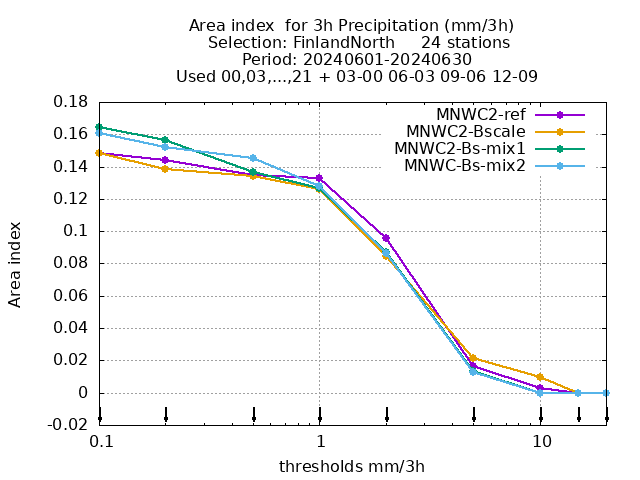 Area index  for 3h Precipitation (mm/3h)
Selection: FinlandNorth     24 stations
Period: 20240601-20240630
Used 00,03,...,21 + 03-00 06-03 09-06 12-09
MNWC2-ref
MNWC2-Bscale
MNWC2-Bs-mix1
MNWC-Bs-mix2
0.18
0.16
0.14
0.12
0.1
0.08
0.06
0.04
0.02
0
-0.02
Area index
0.1 1 10
thresholds mm/3h